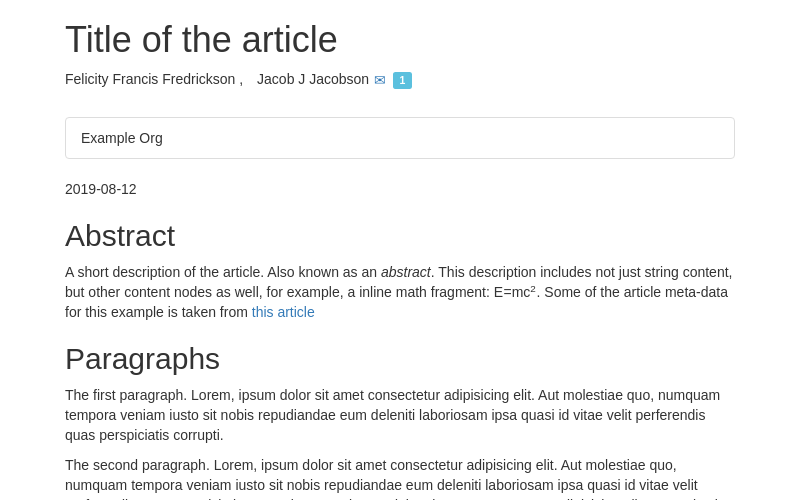 Title of the article
Felicity Francis Fredrickson ,  Jacob J Jacobson ✉ 1
Example Org
2019-08-12
Abstract
A short description of the article. Also known as an abstract. This description includes not just string content,
but other content nodes as well, for example, a inline math fragment: E=mc². Some of the article meta-data
for this example is taken from this article
Paragraphs
The first paragraph. Lorem, ipsum dolor sit amet consectetur adipisicing elit. Aut molestiae quo, numquam
tempora veniam iusto sit nobis repudiandae eum deleniti laboriosam ipsa quasi id vitae velit perferendis
quas perspiciatis corrupti.
The second paragraph. Lorem, ipsum dolor sit amet consectetur adipisicing elit. Aut molestiae quo,
numquam tempora veniam iusto sit nobis repudiandae eum deleniti laboriosam ipsa quasi id vitae velit